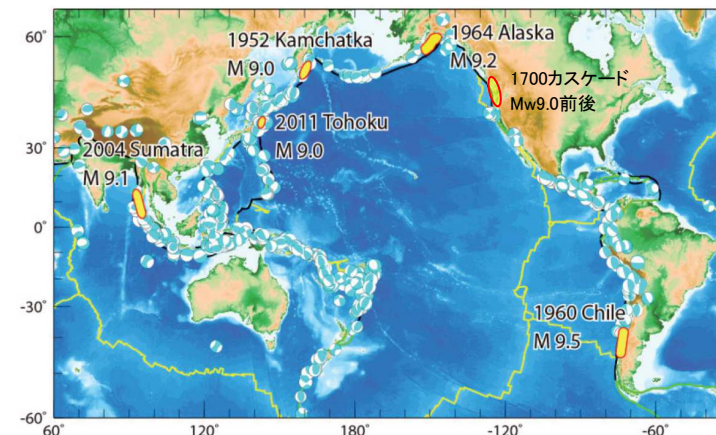 60°
30°
0°
-30°
-60°
1952 Kamchatka
M 9.0
1964 Alaska
M 9.2
1700カスケード
Mw9.0前後
2011 Tohoku
M 9.0
2004 Sumatra
M 9.1
1960 Chile
M 9.5
60°
120°
180°
-120°
-60°